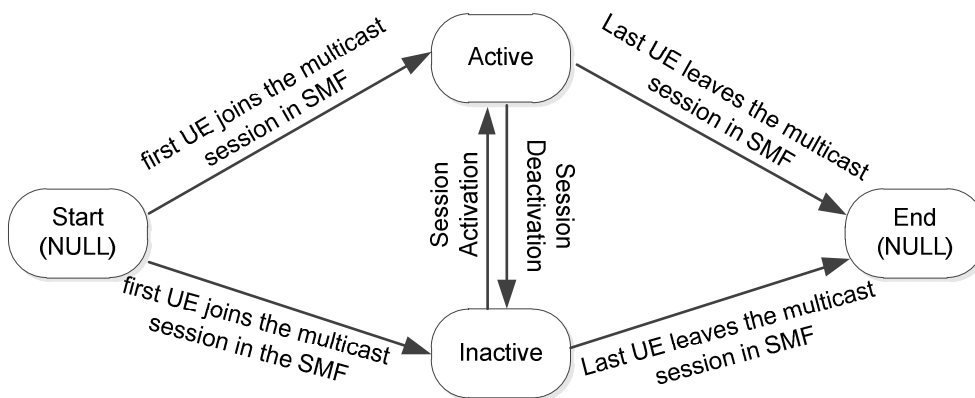 Active
first UE joins the multicast
session in SMF
Last UE leaves the multicast
session in SMF
Session
Activation
Session
Deactivation
Start
(NULL)
End
(NULL)
first UE joins the multicast
session in the SMF
Inactive
Last UE leaves the multicast
session in SMF